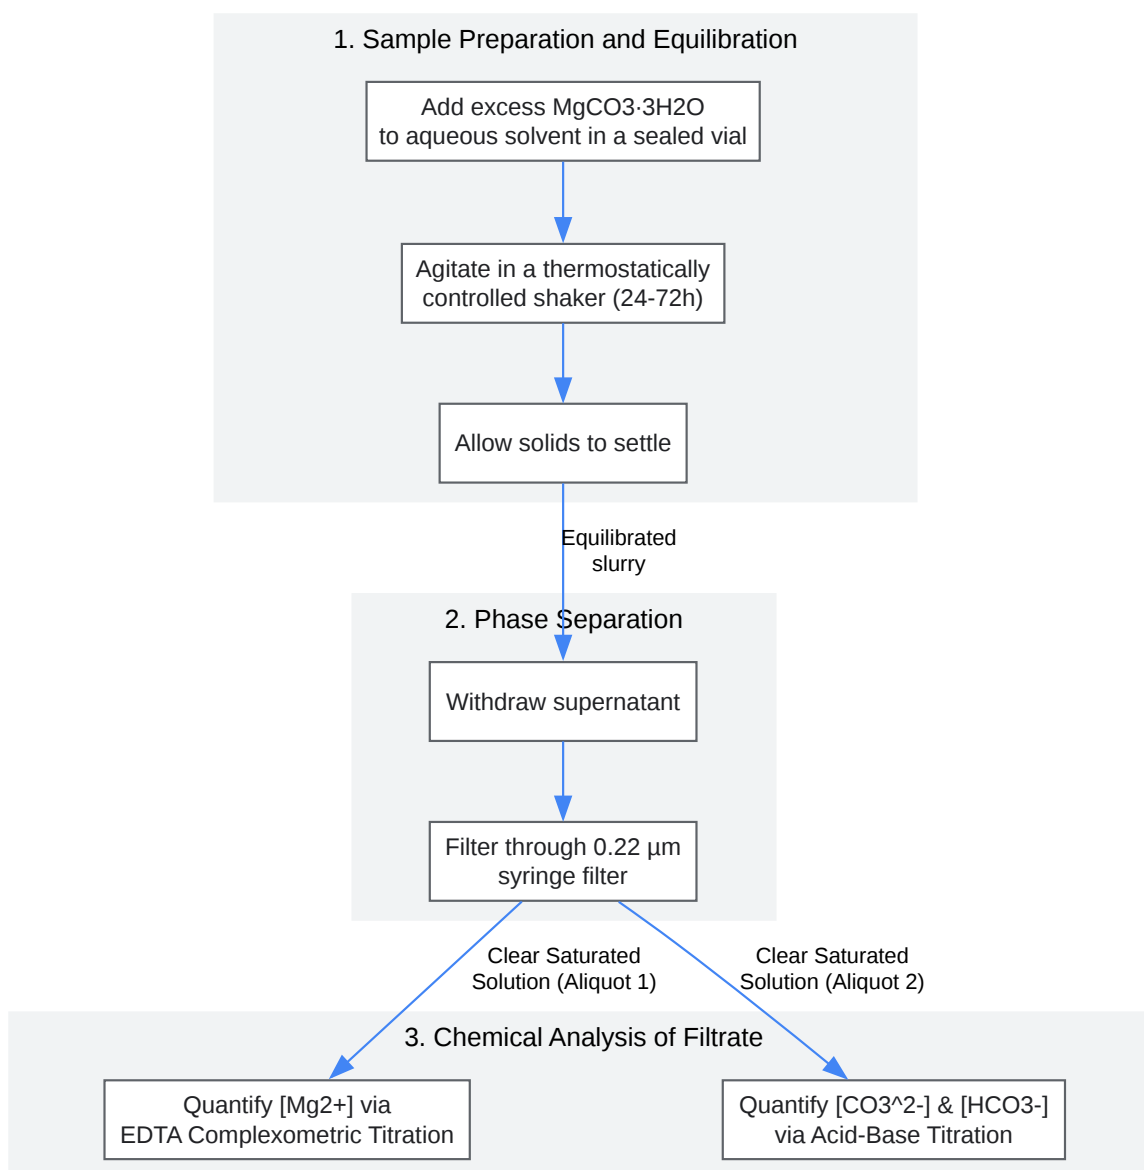 1. Sample Preparation and Equilibration
Add excess MgCO3·3H2O
to aqueous solvent in a sealed vial
Agitate in a thermostatically
controlled shaker (24-72h)
Allow solids to settle
Equilibrated
slurry
2. Phase Separation
Withdraw supernatant
Filter through 0.22 µm
syringe filter
Clear Saturated
Solution (Aliquot 1)
Clear Saturated
Solution (Aliquot 2)
3. Chemical Analysis of Filtrate
Quantify [Mg2+] via
EDTA Complexometric Titration
Quantify [CO3^2-] & [HCO3-]
via Acid-Base Titration